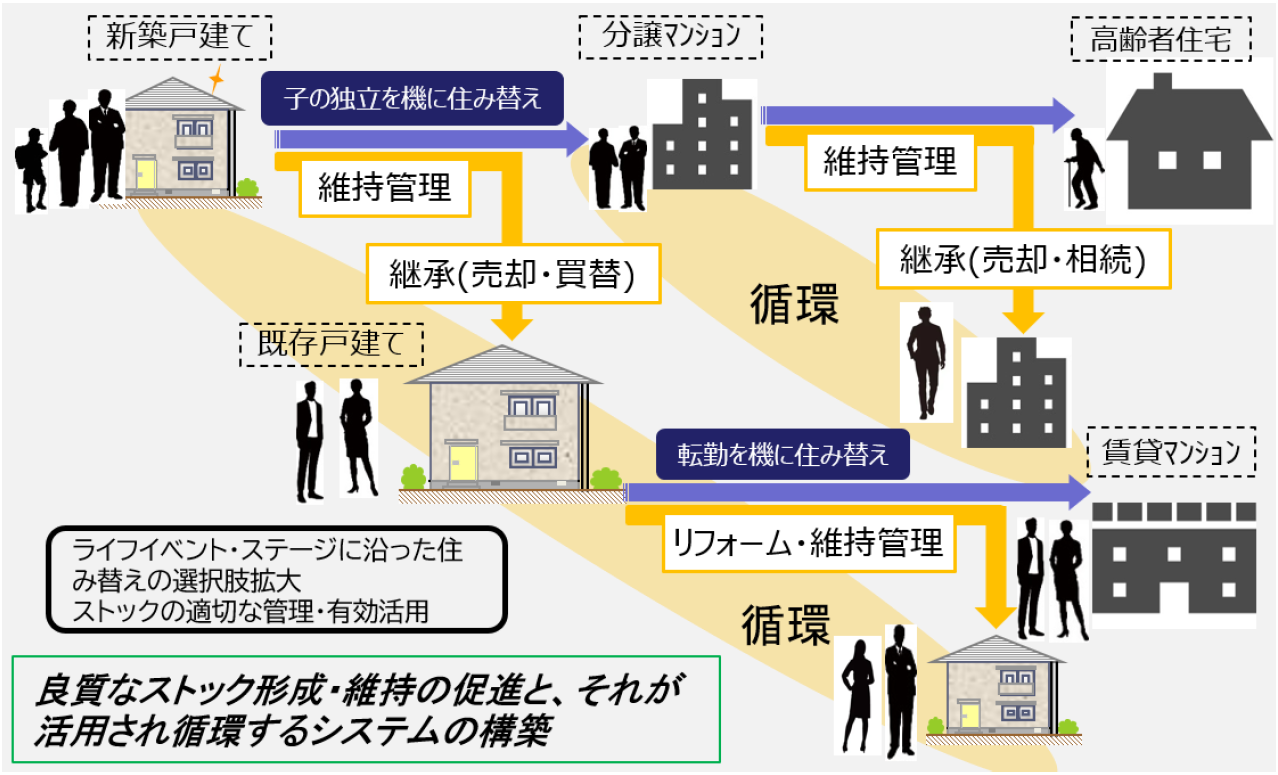 新築戸建て
分譲マンション
高齢者住宅
子の独立を機に住み替え
維持管理
維持管理
継承(売却・買替)
継承(売却・相続)
循環
既存戸建て
転勤を機に住み替え
賃貸マンション
リフォーム・維持管理
ライフイベント・ステージに沿った住
み替えの選択肢拡大
ストックの適切な管理・有効活用
循環
良質なストック形成・維持の促進と、それが
活用され循環するシステムの構築